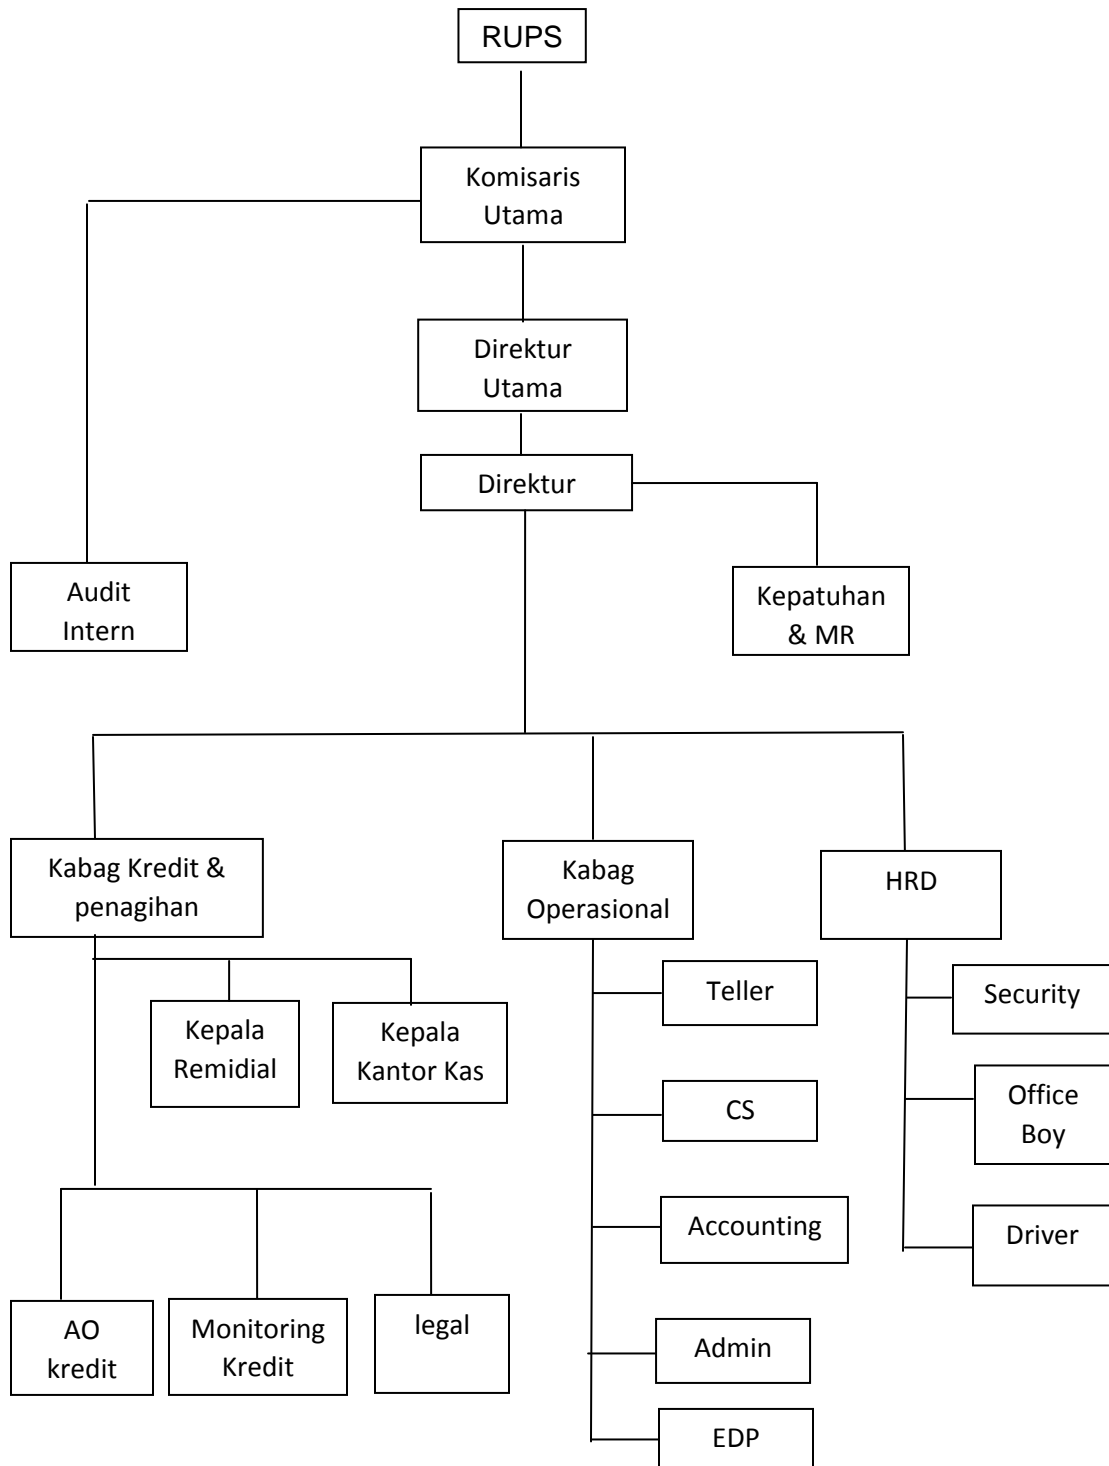 RUPS
Komisaris
Utama
Direktur
Utama
Direktur
Audit
Intern
Kepatuhan
& MR
Kabag Kredit &
penagihan
Kabag
Operasional
HRD
Kepala
Remidial
Kepala
Kantor Kas
Teller
Security
CS
Office
Boy
Accounting
Driver
AO
kredit
Monitoring
Kredit
legal
Admin
EDP